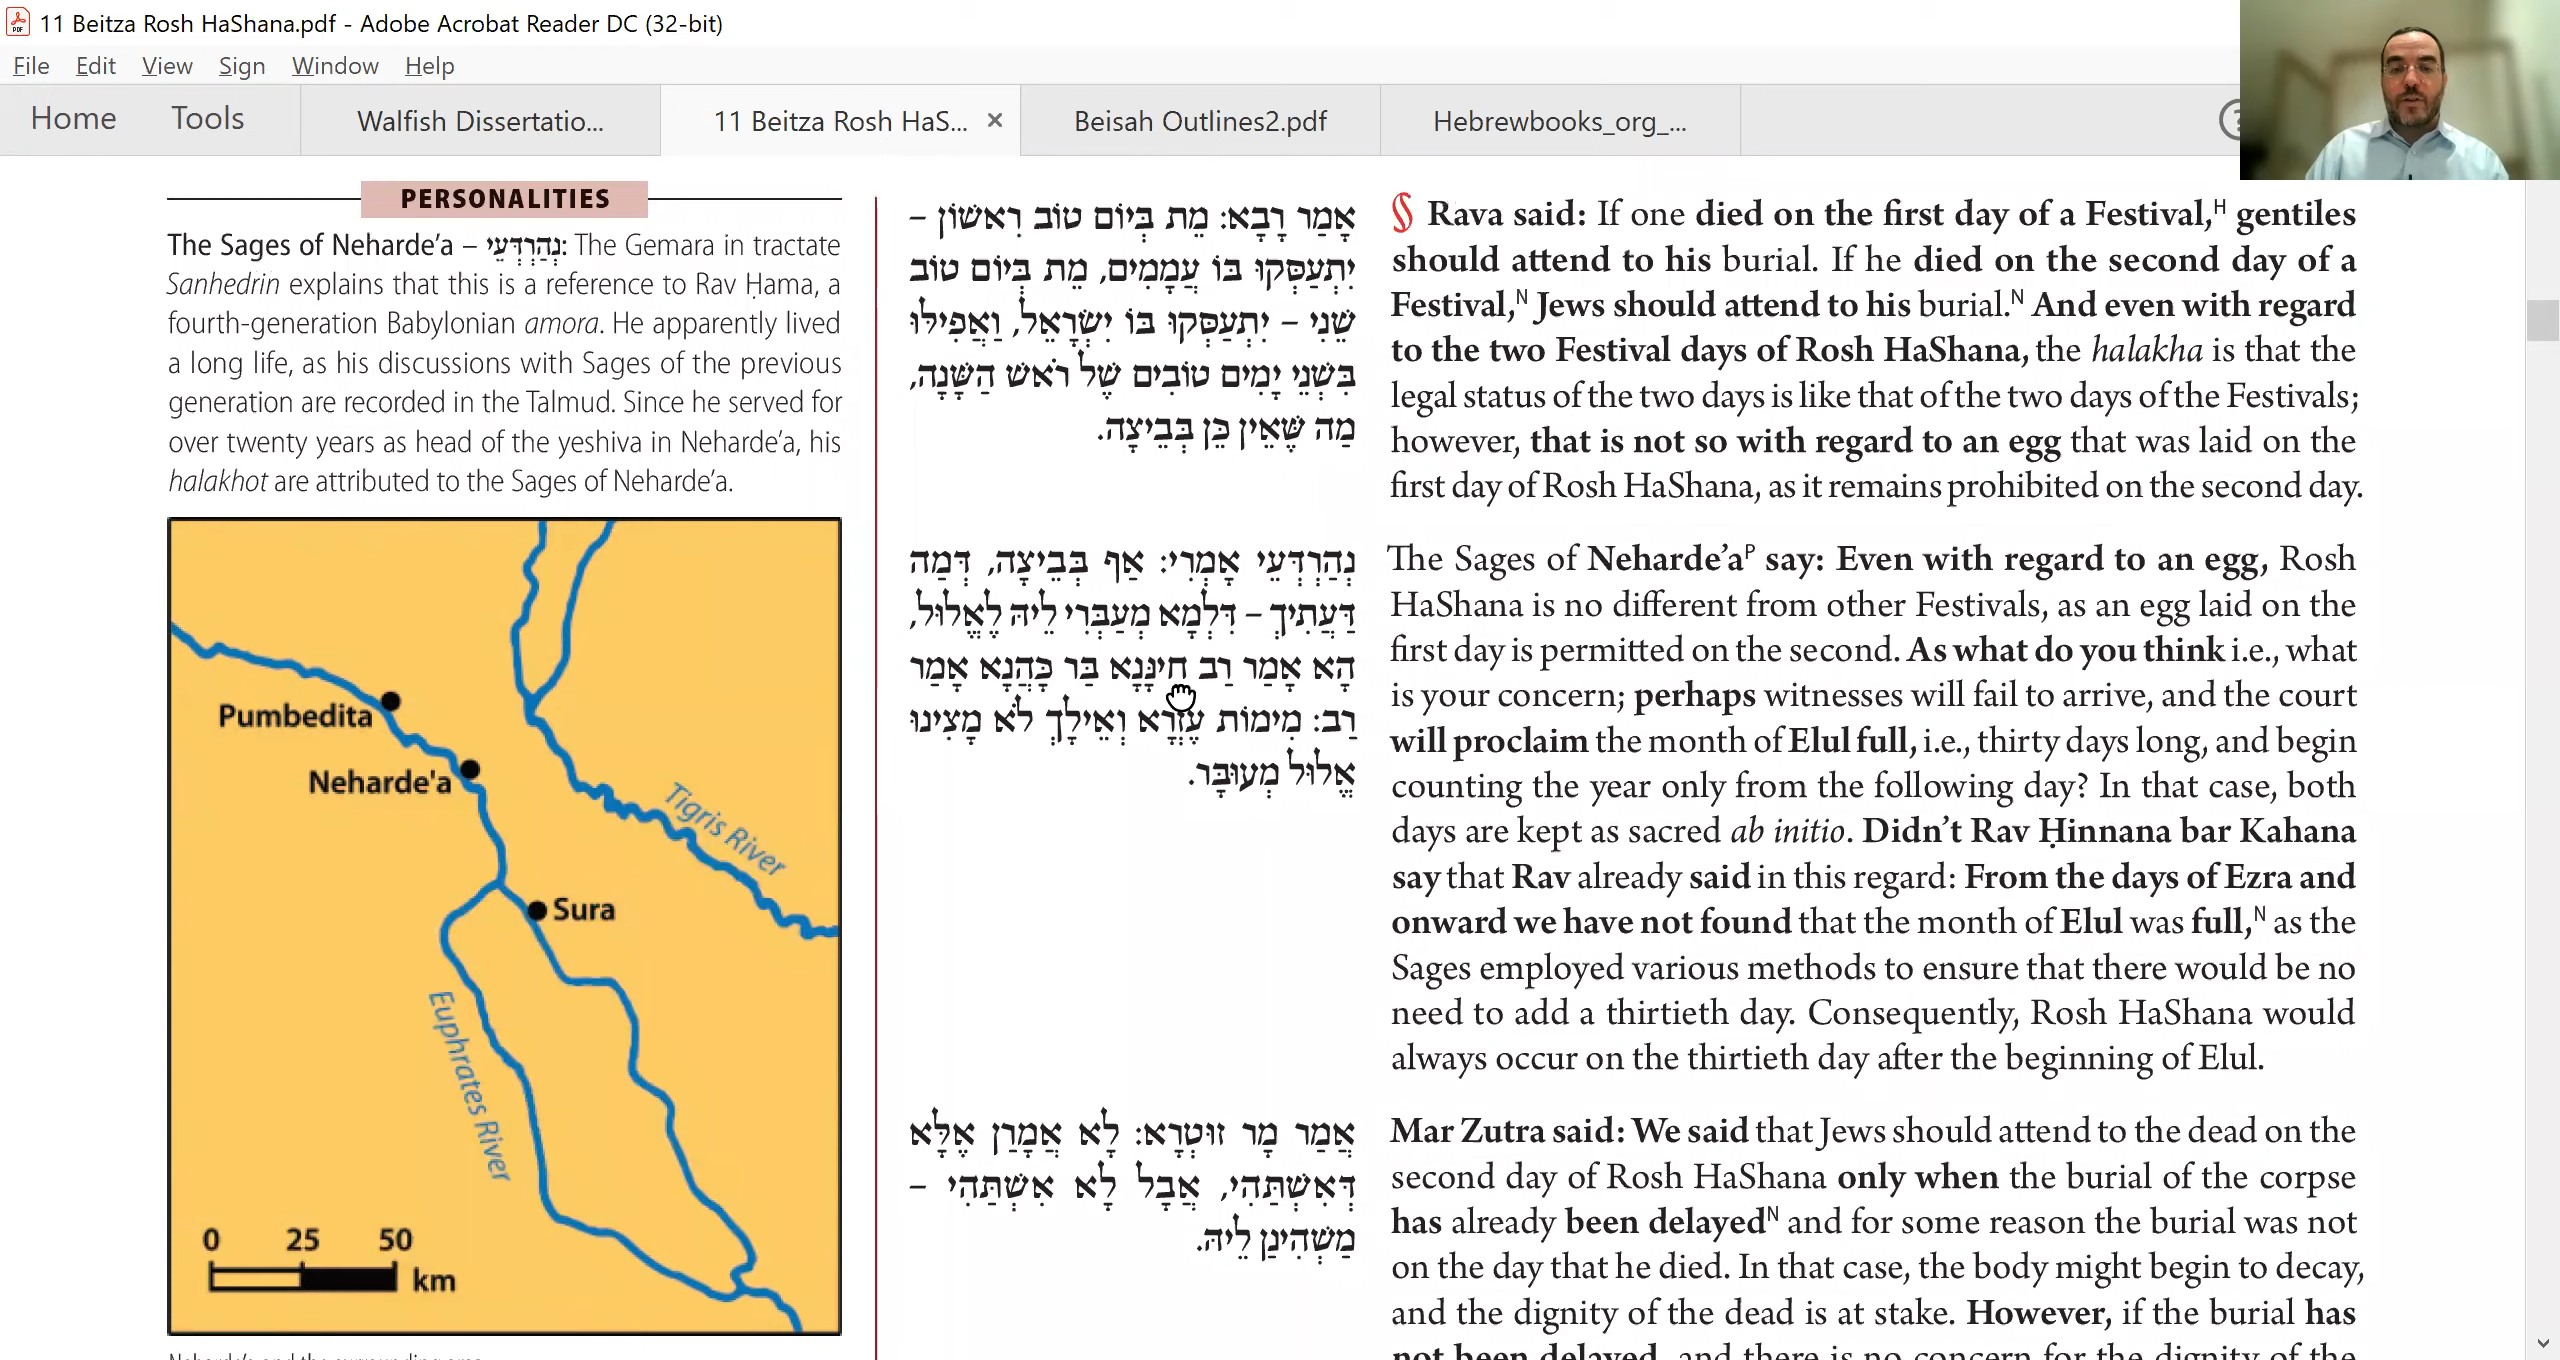 11 Beitza Rosh HaShana.pdf - Adobe Acrobat Reader DC (32-bit)
File Edit View Sign Window Help
Home Tools Walfish Dissertatio... 11 Beitza Rosh HaS... × Beisah Outlines2.pdf Hebrewbooks_org_...
PERSONALITIES
The Sages of Neharde’a – נְהַרְדְּעֵי: The Gemara in tractate
Sanhedrin explains that this is a reference to Rav Ḥama, a
fourth-generation Babylonian amora. He apparently lived
a long life, as his discussions with Sages of the previous
generation are recorded in the Talmud. Since he served for
over twenty years as head of the yeshiva in Neharde’a, his
halakhot are attributed to the Sages of Neharde’a.
Pumbedita
Neharde'a
Sura
Tigris River
Euphrates River
0 25 50
km
Neharde'a and the surrounding area
אָמַר רָבָא: מֵת בְּיוֹם טוֹב רִאשׁוֹן –
יִתְעַסְּקוּ בּוֹ עֲמָמִים, מֵת בְּיוֹם טוֹב
שֵׁנִי – יִתְעַסְּקוּ בּוֹ יִשְׂרָאֵל, וַאֲפִילּוּ
בִּשְׁנֵי יָמִים טוֹבִים שֶׁל רֹאשׁ הַשָּׁנָה,
מַה שֶּׁאֵין כֵּן בְּבֵיצָה.
נְהַרְדְּעֵי אָמְרִי: אַף בְּבֵיצָה, דְּמַה
דַּעֲתִיךְ – דִּלְמָא מְעַבְּרִי לֵיהּ לֶאֱלוּל,
הָא אָמַר רַב חִינָּנָא בַּר כָּהֲנָא אָמַר
רַב: מִימוֹת עֶזְרָא וְאֵילָךְ לֹא מָצִינוּ
אֱלוּל מְעוּבָּר.
אֲמַר מָר זוּטְרָא: לָא אֲמָרַן אֶלָּא
דְּאִשְׁתַּהִי, אֲבָל לָא אִשְׁתַּהִי –
מַשְׁהֵינַן לֵיהּ.
§ Rava said: If one died on the first day of a Festival,H gentiles
should attend to his burial. If he died on the second day of a
Festival,N Jews should attend to his burial.N And even with regard
to the two Festival days of Rosh HaShana, the halakha is that the
legal status of the two days is like that of the two days of the Festivals;
however, that is not so with regard to an egg that was laid on the
first day of Rosh HaShana, as it remains prohibited on the second day.
The Sages of Neharde’aP say: Even with regard to an egg, Rosh
HaShana is no different from other Festivals, as an egg laid on the
first day is permitted on the second. As what do you think i.e., what
is your concern; perhaps witnesses will fail to arrive, and the court
will proclaim the month of Elul full, i.e., thirty days long, and begin
counting the year only from the following day? In that case, both
days are kept as sacred ab initio. Didn’t Rav Ḥinnana bar Kahana
say that Rav already said in this regard: From the days of Ezra and
onward we have not found that the month of Elul was full,N as the
Sages employed various methods to ensure that there would be no
need to add a thirtieth day. Consequently, Rosh HaShana would
always occur on the thirtieth day after the beginning of Elul.
Mar Zutra said: We said that Jews should attend to the dead on the
second day of Rosh HaShana only when the burial of the corpse
has already been delayedN and for some reason the burial was not
on the day that he died. In that case, the body might begin to decay,
and the dignity of the dead is at stake. However, if the burial has
not been delayed, and there is no concern for the dignity of the